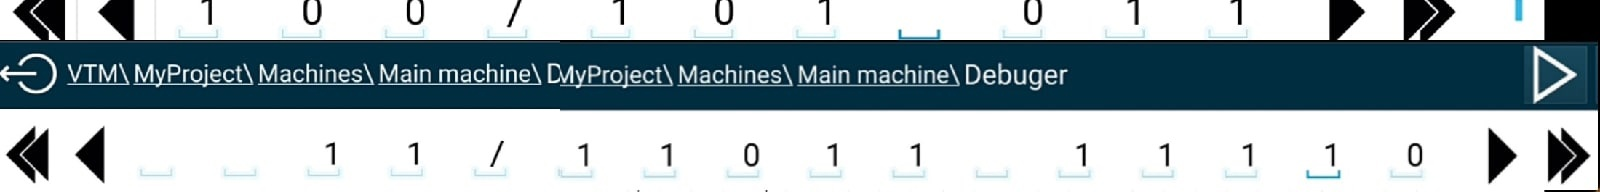 1 0 0 / 1 0 1 0 1 1
VTM\ MyProject\ Machines\ Main machine\ DMyProject\ Machines\ Main machine\ Debuger
1 1 / 1 1 0 1 1 1 1 1 1 0